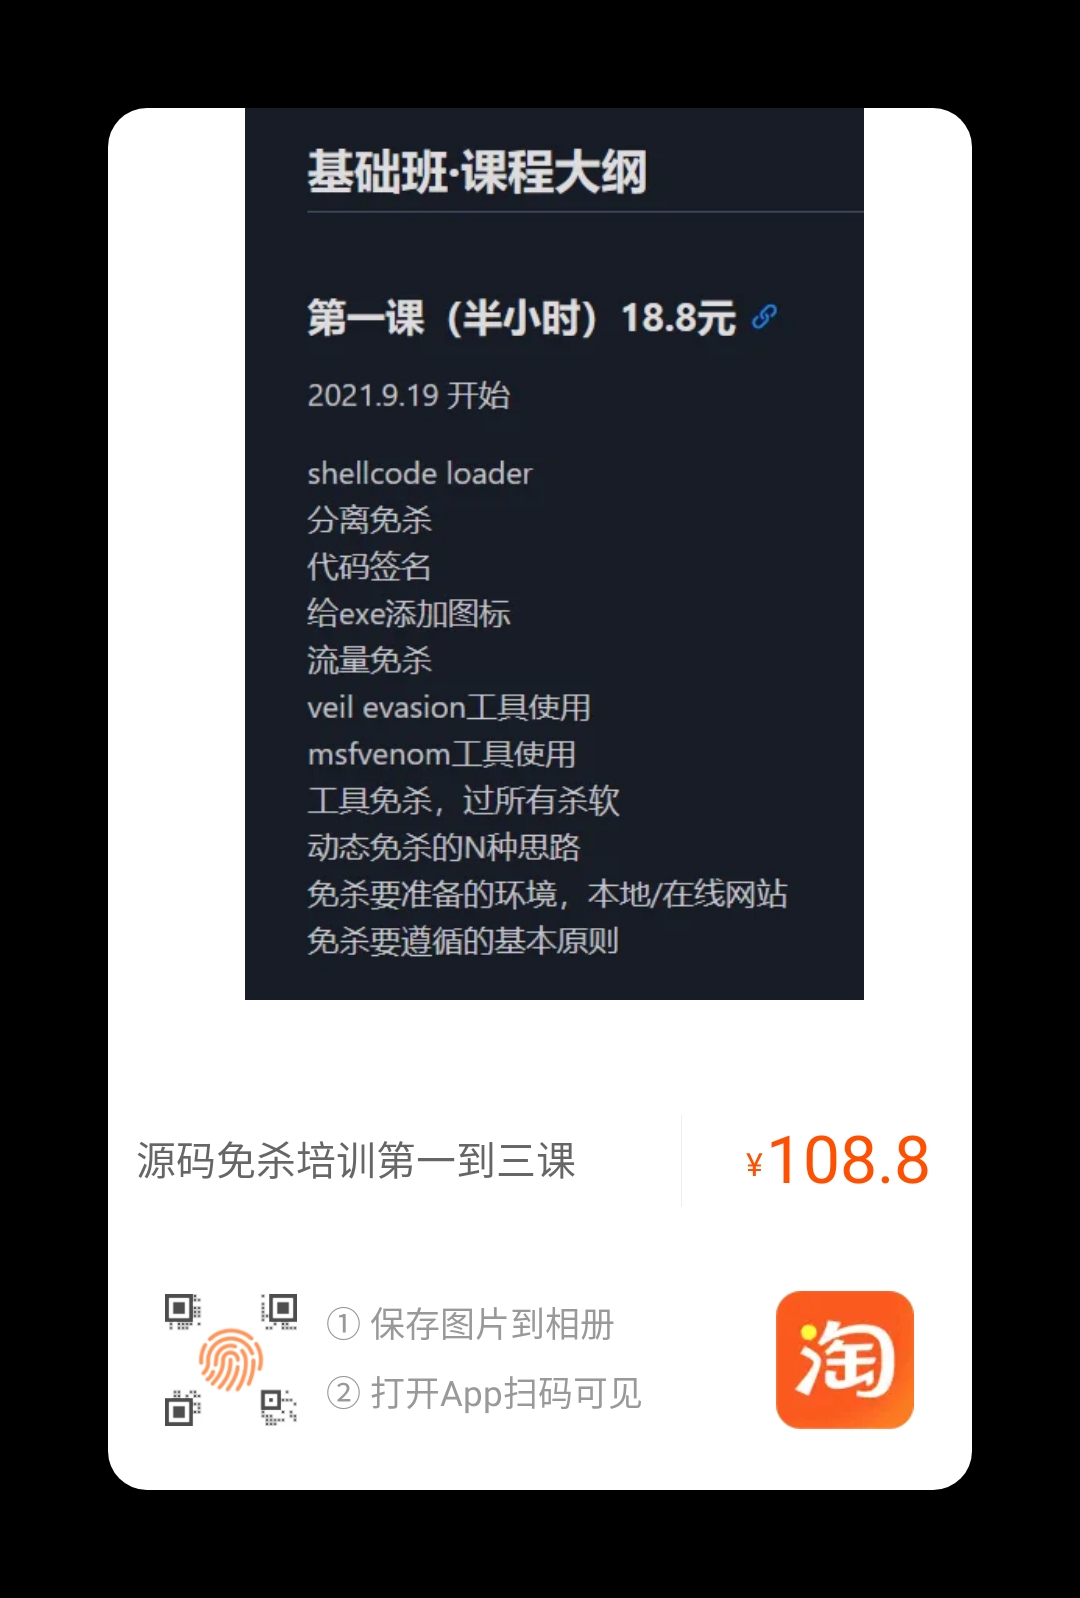 基础班·课程大纲
第一课（半小时）18.8元
2021.9.19 开始
shellcode loader
分离免杀
代码签名
给exe添加图标
流量免杀
veil evasion工具使用
msfvenom工具使用
工具免杀，过所有杀软
动态免杀的N种思路
免杀要准备的环境，本地/在线网站
免杀要遵循的基本原则
源码免杀培训第一到三课
¥108.8
① 保存图片到相册
② 打开App扫码可见
淘